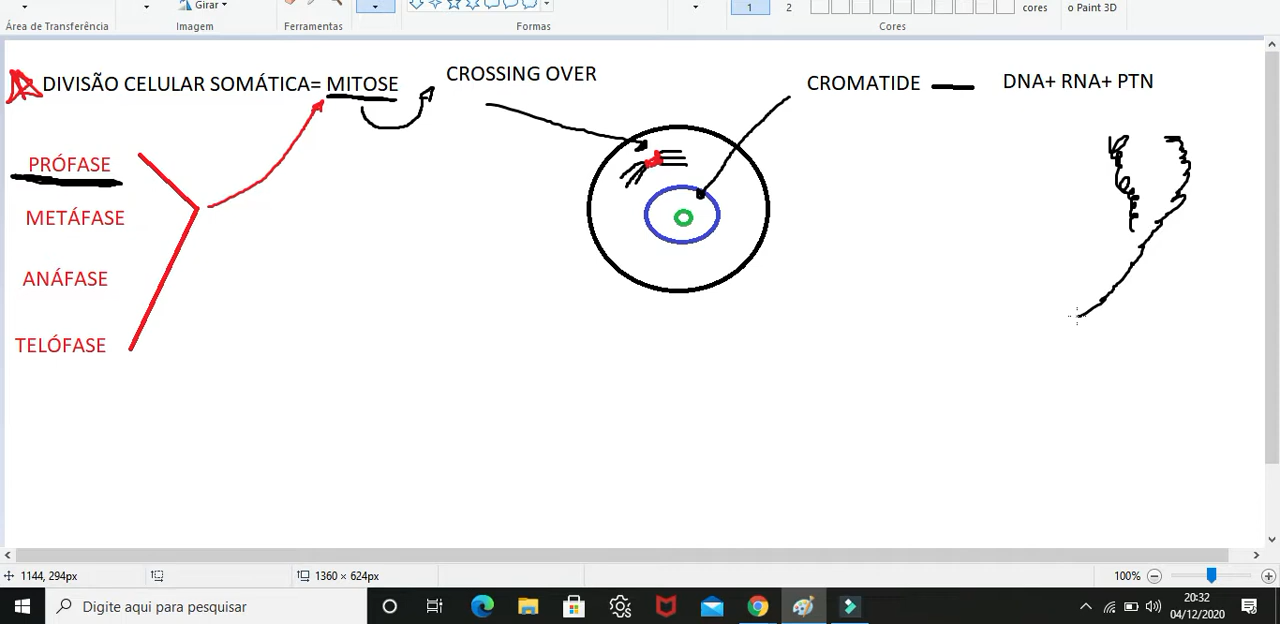 Girar
Área de Transferência
Imagem
Ferramentas
Formas
1
2
cores
o Paint 3D
Cores
DIVISÃO CELULAR SOMÁTICA= MITOSE
CROSSING OVER
CROMATIDE
DNA+ RNA+ PTN
PRÓFASE
METÁFASE
ANÁFASE
TELÓFASE
1144, 294px
1360 × 624px
100%
Digite aqui para pesquisar
20:32
04/12/2020